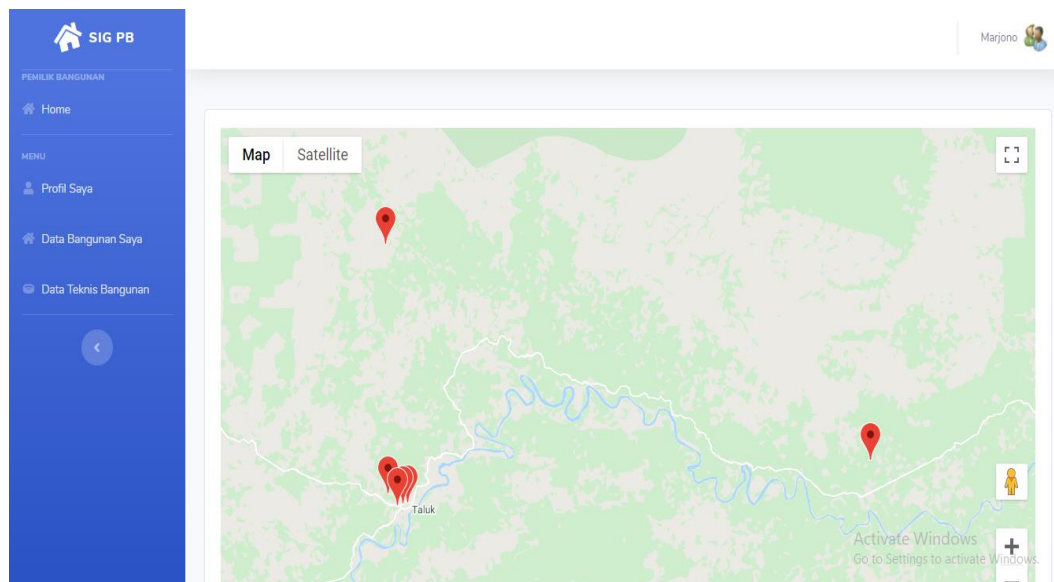 SIG PB
Marjono
PEMILIK BANGUNAN
Home
MENU
Profil Saya
Data Bangunan Saya
Data Teknis Bangunan
Map Satellite
Taluk
Activate Windows
Go to Settings to activate Windows.